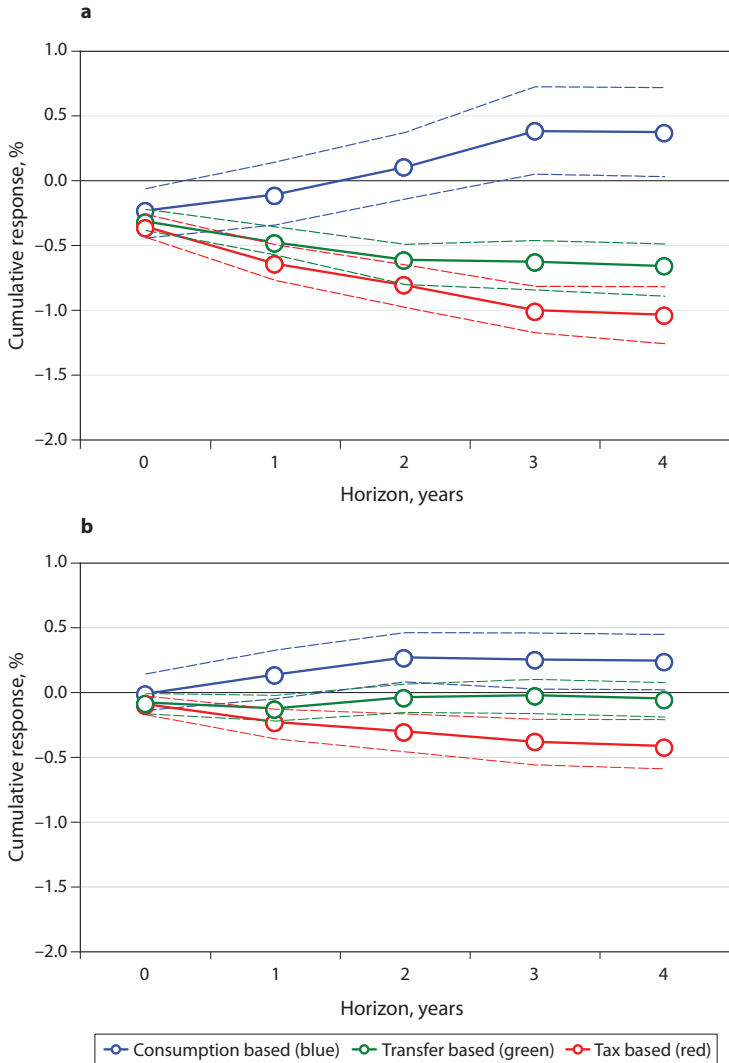 a
1.0
0.5
0.0
−0.5
−1.0
−1.5
−2.0
Cumulative response, %
0 1 2 3 4
Horizon, years
b
1.0
0.5
0.0
−0.5
−1.0
−1.5
−2.0
Cumulative response, %
0 1 2 3 4
Horizon, years
Consumption based (blue) Transfer based (green) Tax based (red)